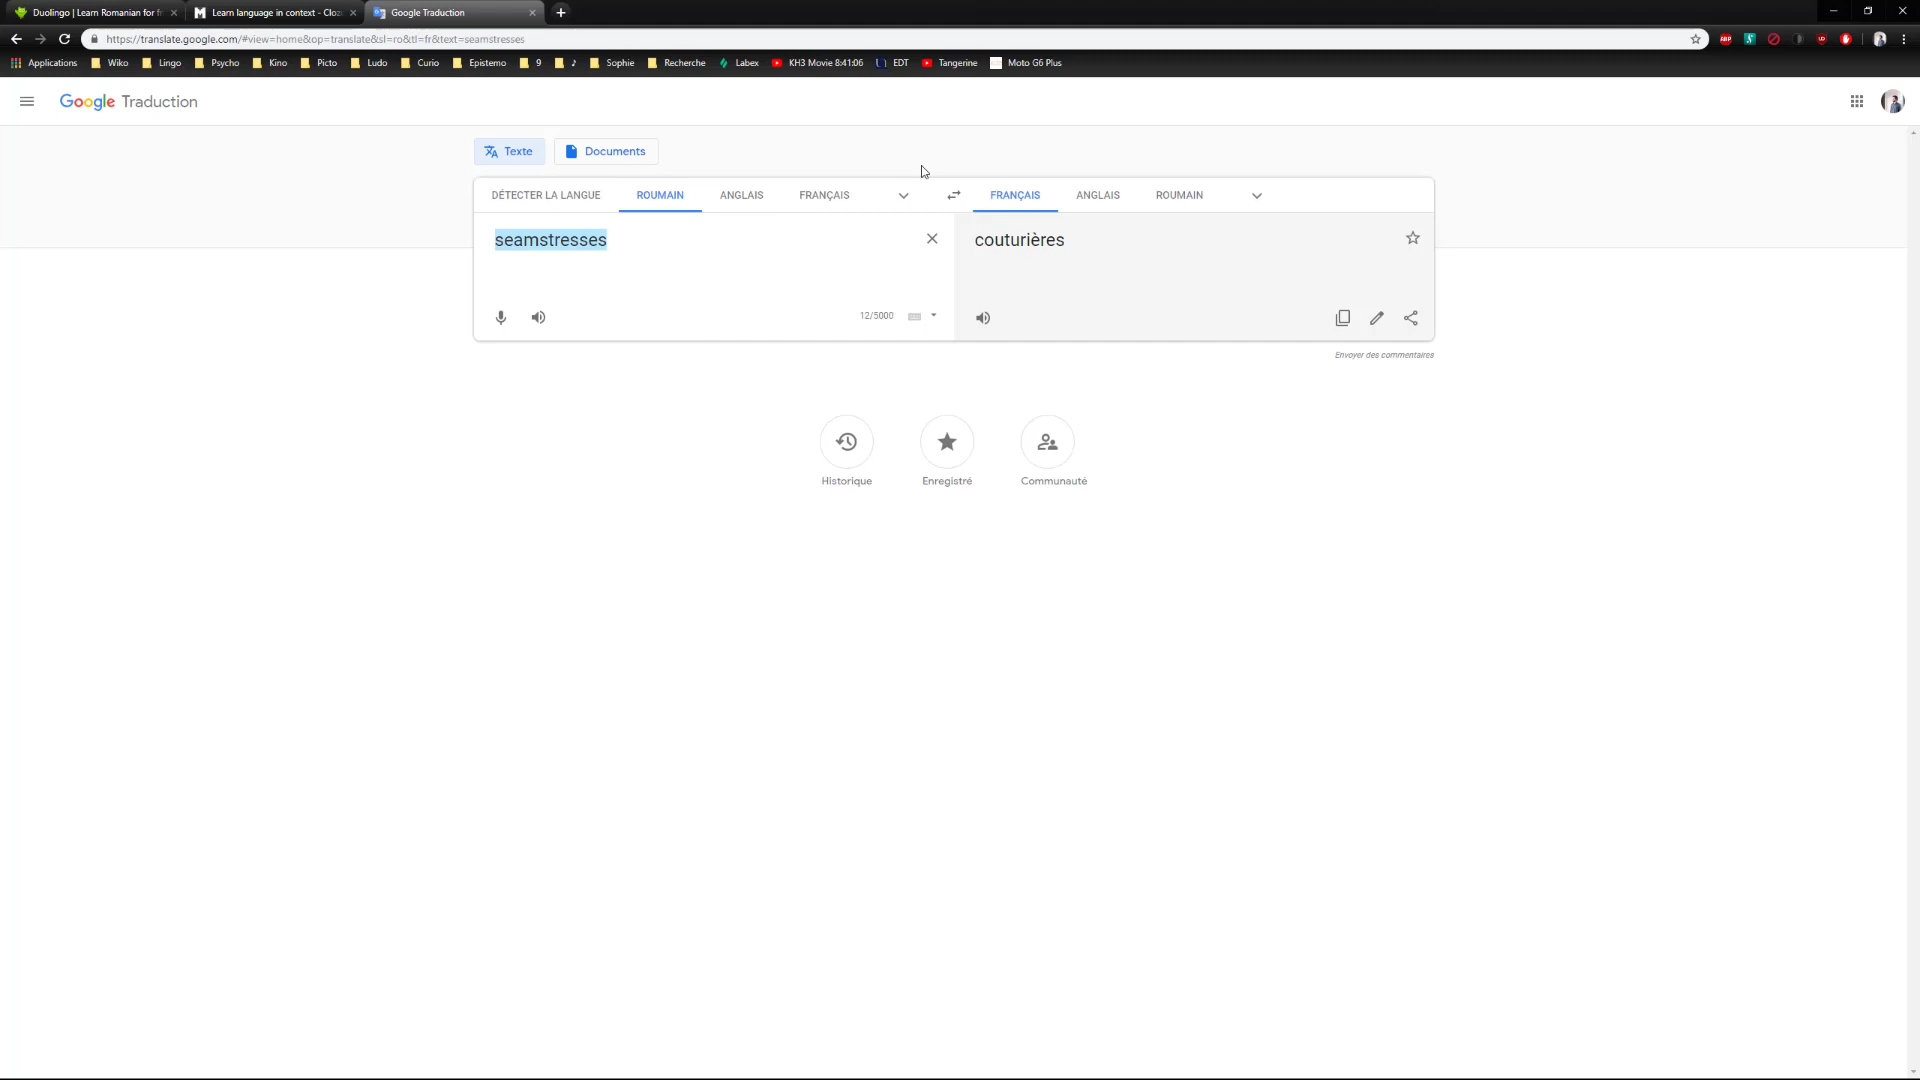 Duolingo | Learn Romanian for f
Learn language in context - Cloz
Google Traduction
https://translate.google.com/#view=home&op=translate&sl=ro&tl=fr&text=seamstresses
ABP
Applications Wiko Lingo Psycho Kino Picto Ludo Curio Epistemo 9 ♪ Sophie Recherche Labex KH3 Movie 8:41:06 EDT Tangerine Moto G6 Plus
Google Traduction
Texte Documents
DÉTECTER LA LANGUE ROUMAIN ANGLAIS FRANÇAIS FRANÇAIS ANGLAIS ROUMAIN
seamstresses couturières
12/5000
Envoyer des commentaires
Historique Enregistré Communauté